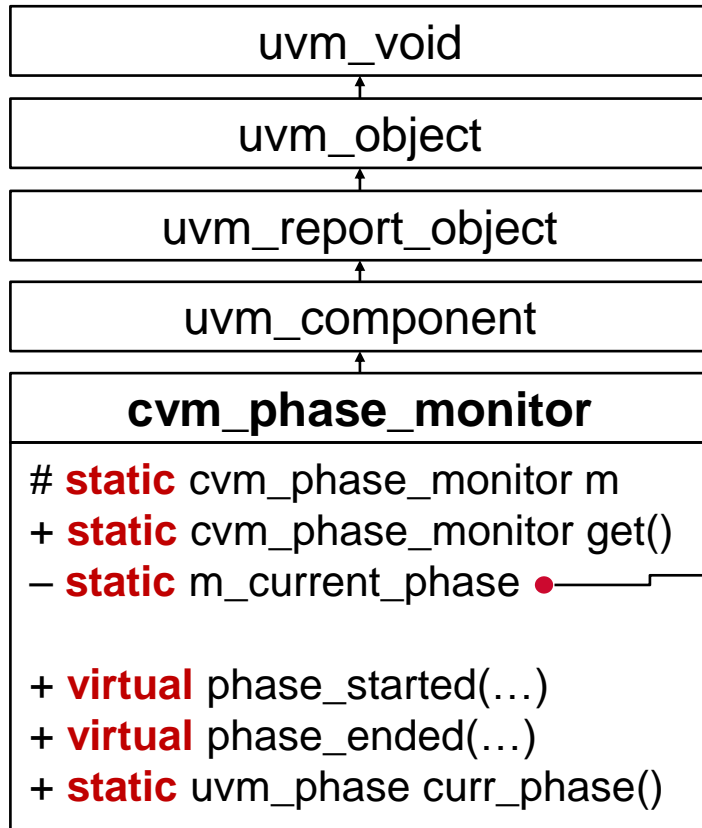 uvm_void
uvm_object
uvm_report_object
uvm_component
cvm_phase_monitor
# static cvm_phase_monitor m
+ static cvm_phase_monitor get()
– static m_current_phase
+ virtual phase_started(…)
+ virtual phase_ended(…)
+ static uvm_phase curr_phase()